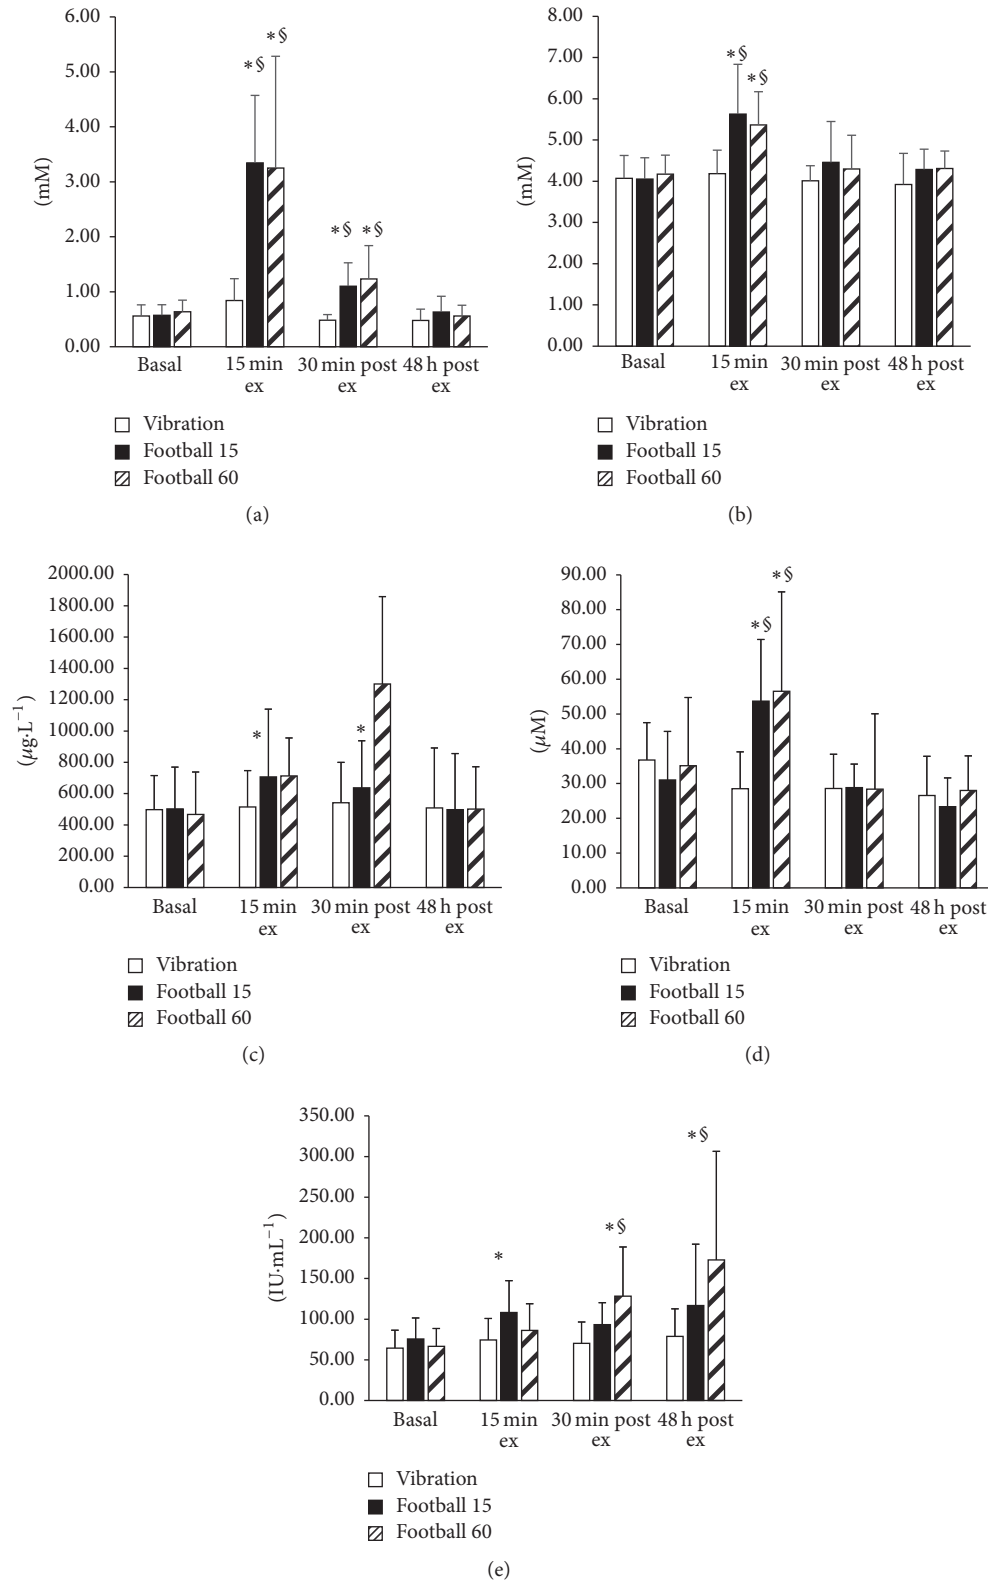 6.00
5.00
4.00
3.00
2.00
1.00
0.00
(mM)
*§
*§
*§
*§
Basal
15 min
ex
30 min post
ex
48 h post
ex
Vibration
Football 15
Football 60
(a)
8.00
7.00
6.00
5.00
4.00
3.00
2.00
1.00
0.00
(mM)
*§
*§
Basal
15 min
ex
30 min post
ex
48 h post
ex
Vibration
Football 15
Football 60
(b)
2000.00
1800.00
1600.00
1400.00
1200.00
1000.00
800.00
600.00
400.00
200.00
0.00
(μg·L⁻¹)
*
*
Basal
15 min
ex
30 min post
ex
48 h post
ex
Vibration
Football 15
Football 60
(c)
90.00
80.00
70.00
60.00
50.00
40.00
30.00
20.00
10.00
0.00
(μM)
*§
*§
Basal
15 min
ex
30 min post
ex
48 h post
ex
Vibration
Football 15
Football 60
(d)
350.00
300.00
250.00
200.00
150.00
100.00
50.00
0.00
(IU·mL⁻¹)
*
*§
*§
Basal
15 min
ex
30 min post
ex
48 h post
ex
Vibration
Football 15
Football 60
(e)